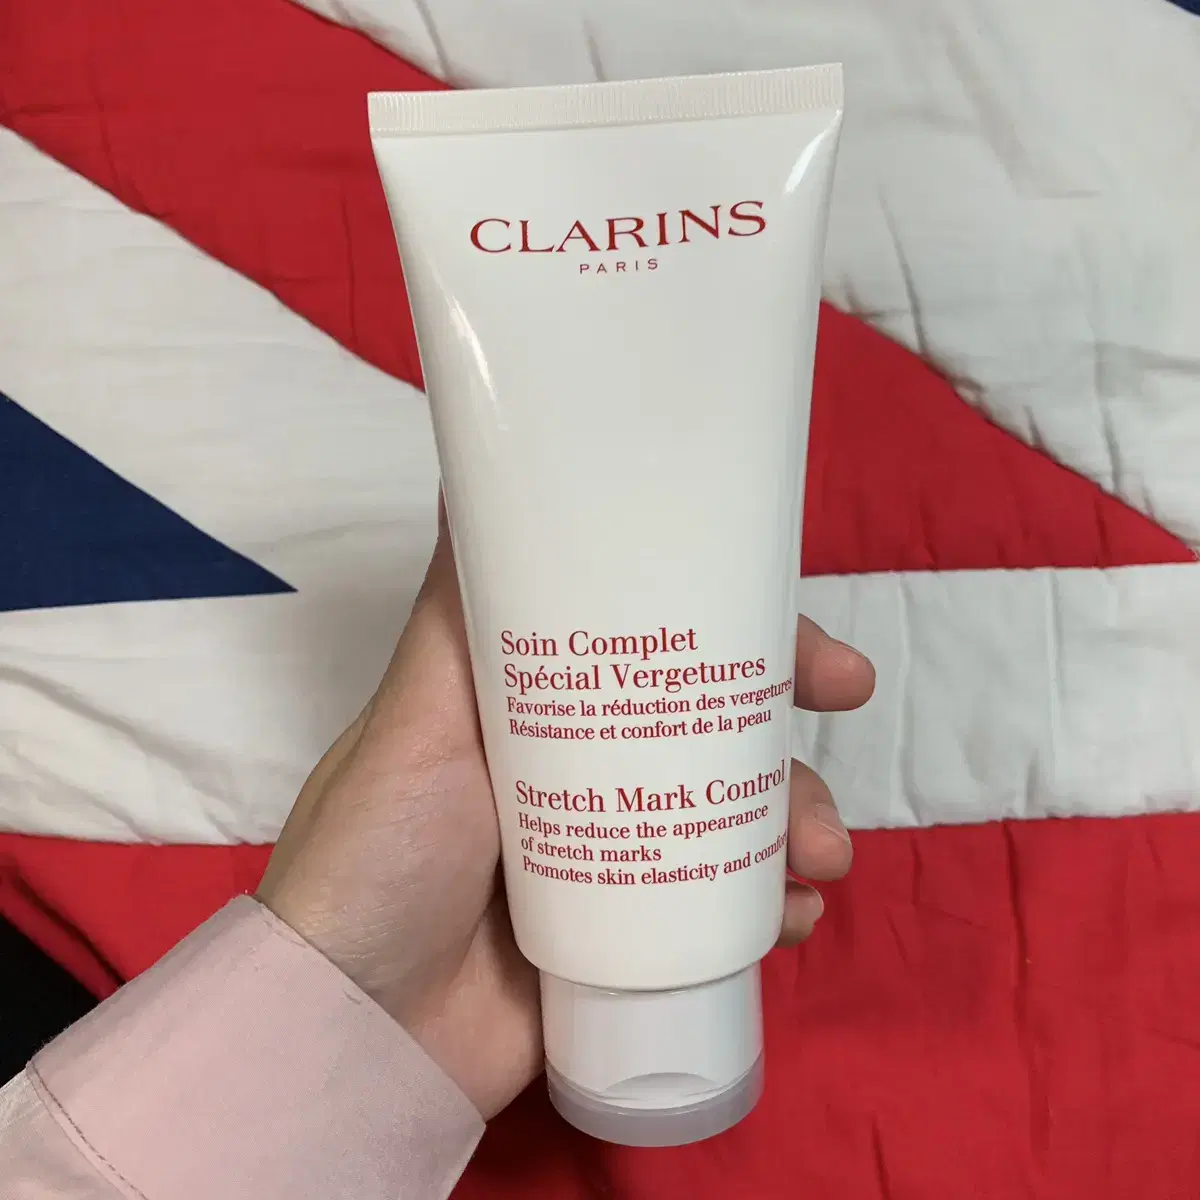 CLARINS
PARIS
Soin Complet
Spécial Vergetures
Favorise la réduction des vergetures
Résistance et confort de la peau
Stretch Mark Control
Helps reduce the appearance
of stretch marks
Promotes skin elasticity and comfort